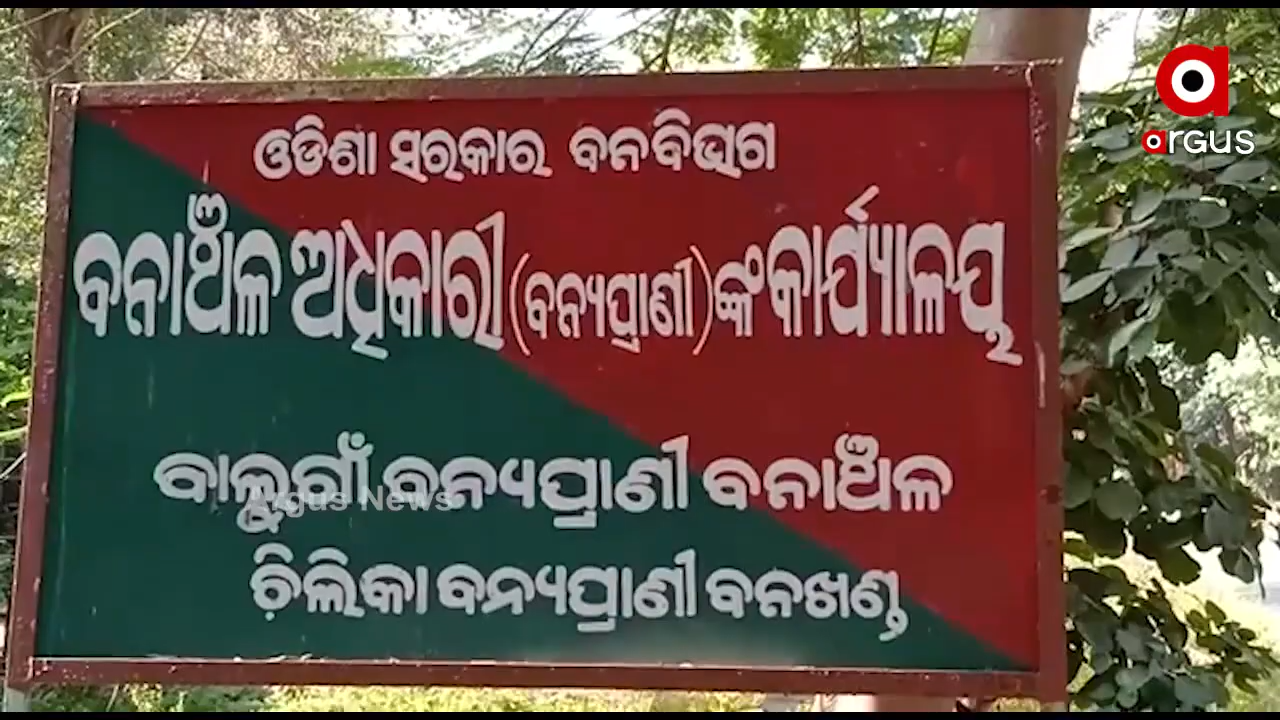 argus
ଓଡିଶା ସରକାର ବନବିଭାଗ
ବନାଞ୍ଚଳ ଅଧିକାରୀ (ବନ୍ୟପ୍ରାଣୀ)ଙ୍କ କାର୍ଯ୍ୟାଳୟ
ବାଲୁଗାଁ ବନ୍ୟପ୍ରାଣୀ ବନାଞ୍ଚଳ
Argus News
ଚିଲିକା ବନ୍ୟପ୍ରାଣୀ ବନଖଣ୍ଡ